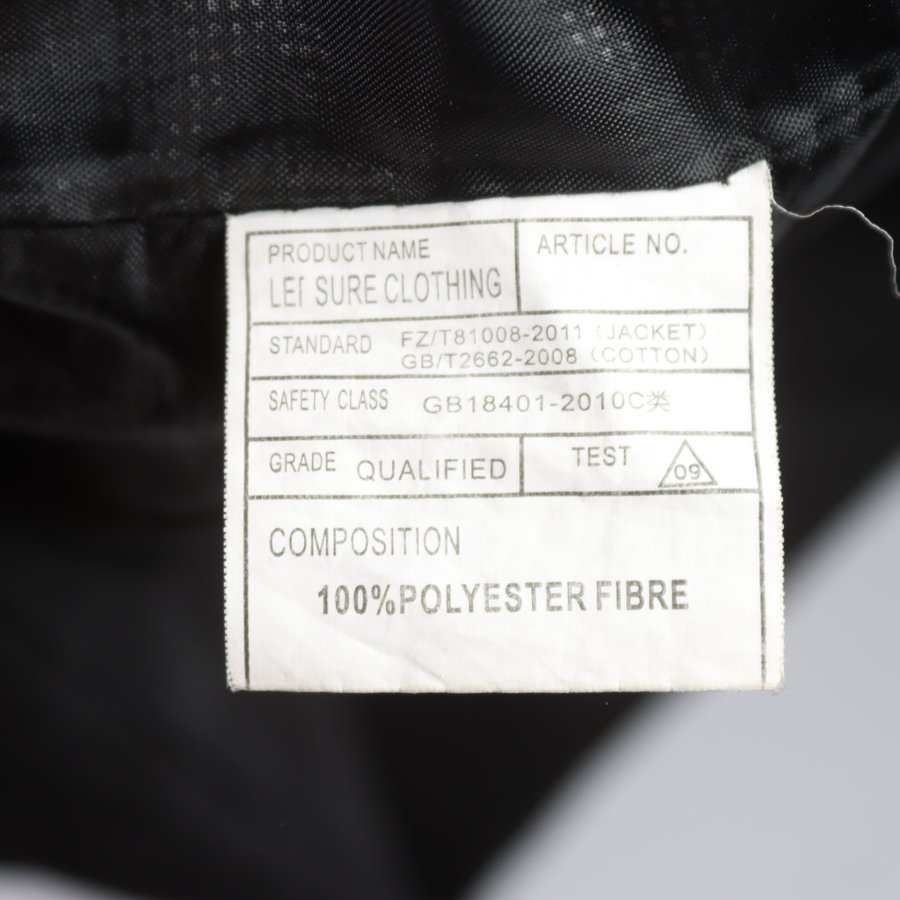 PRODUCT NAME
LEI SURE CLOTHING
ARTICLE NO.
STANDARD FZ/T81008-2011 (JACKET)
GB/T2662-2008 (COTTON)
SAFETY CLASS GB18401-2010C类
GRADE QUALIFIED
TEST 09
COMPOSITION
100%POLYESTER FIBRE